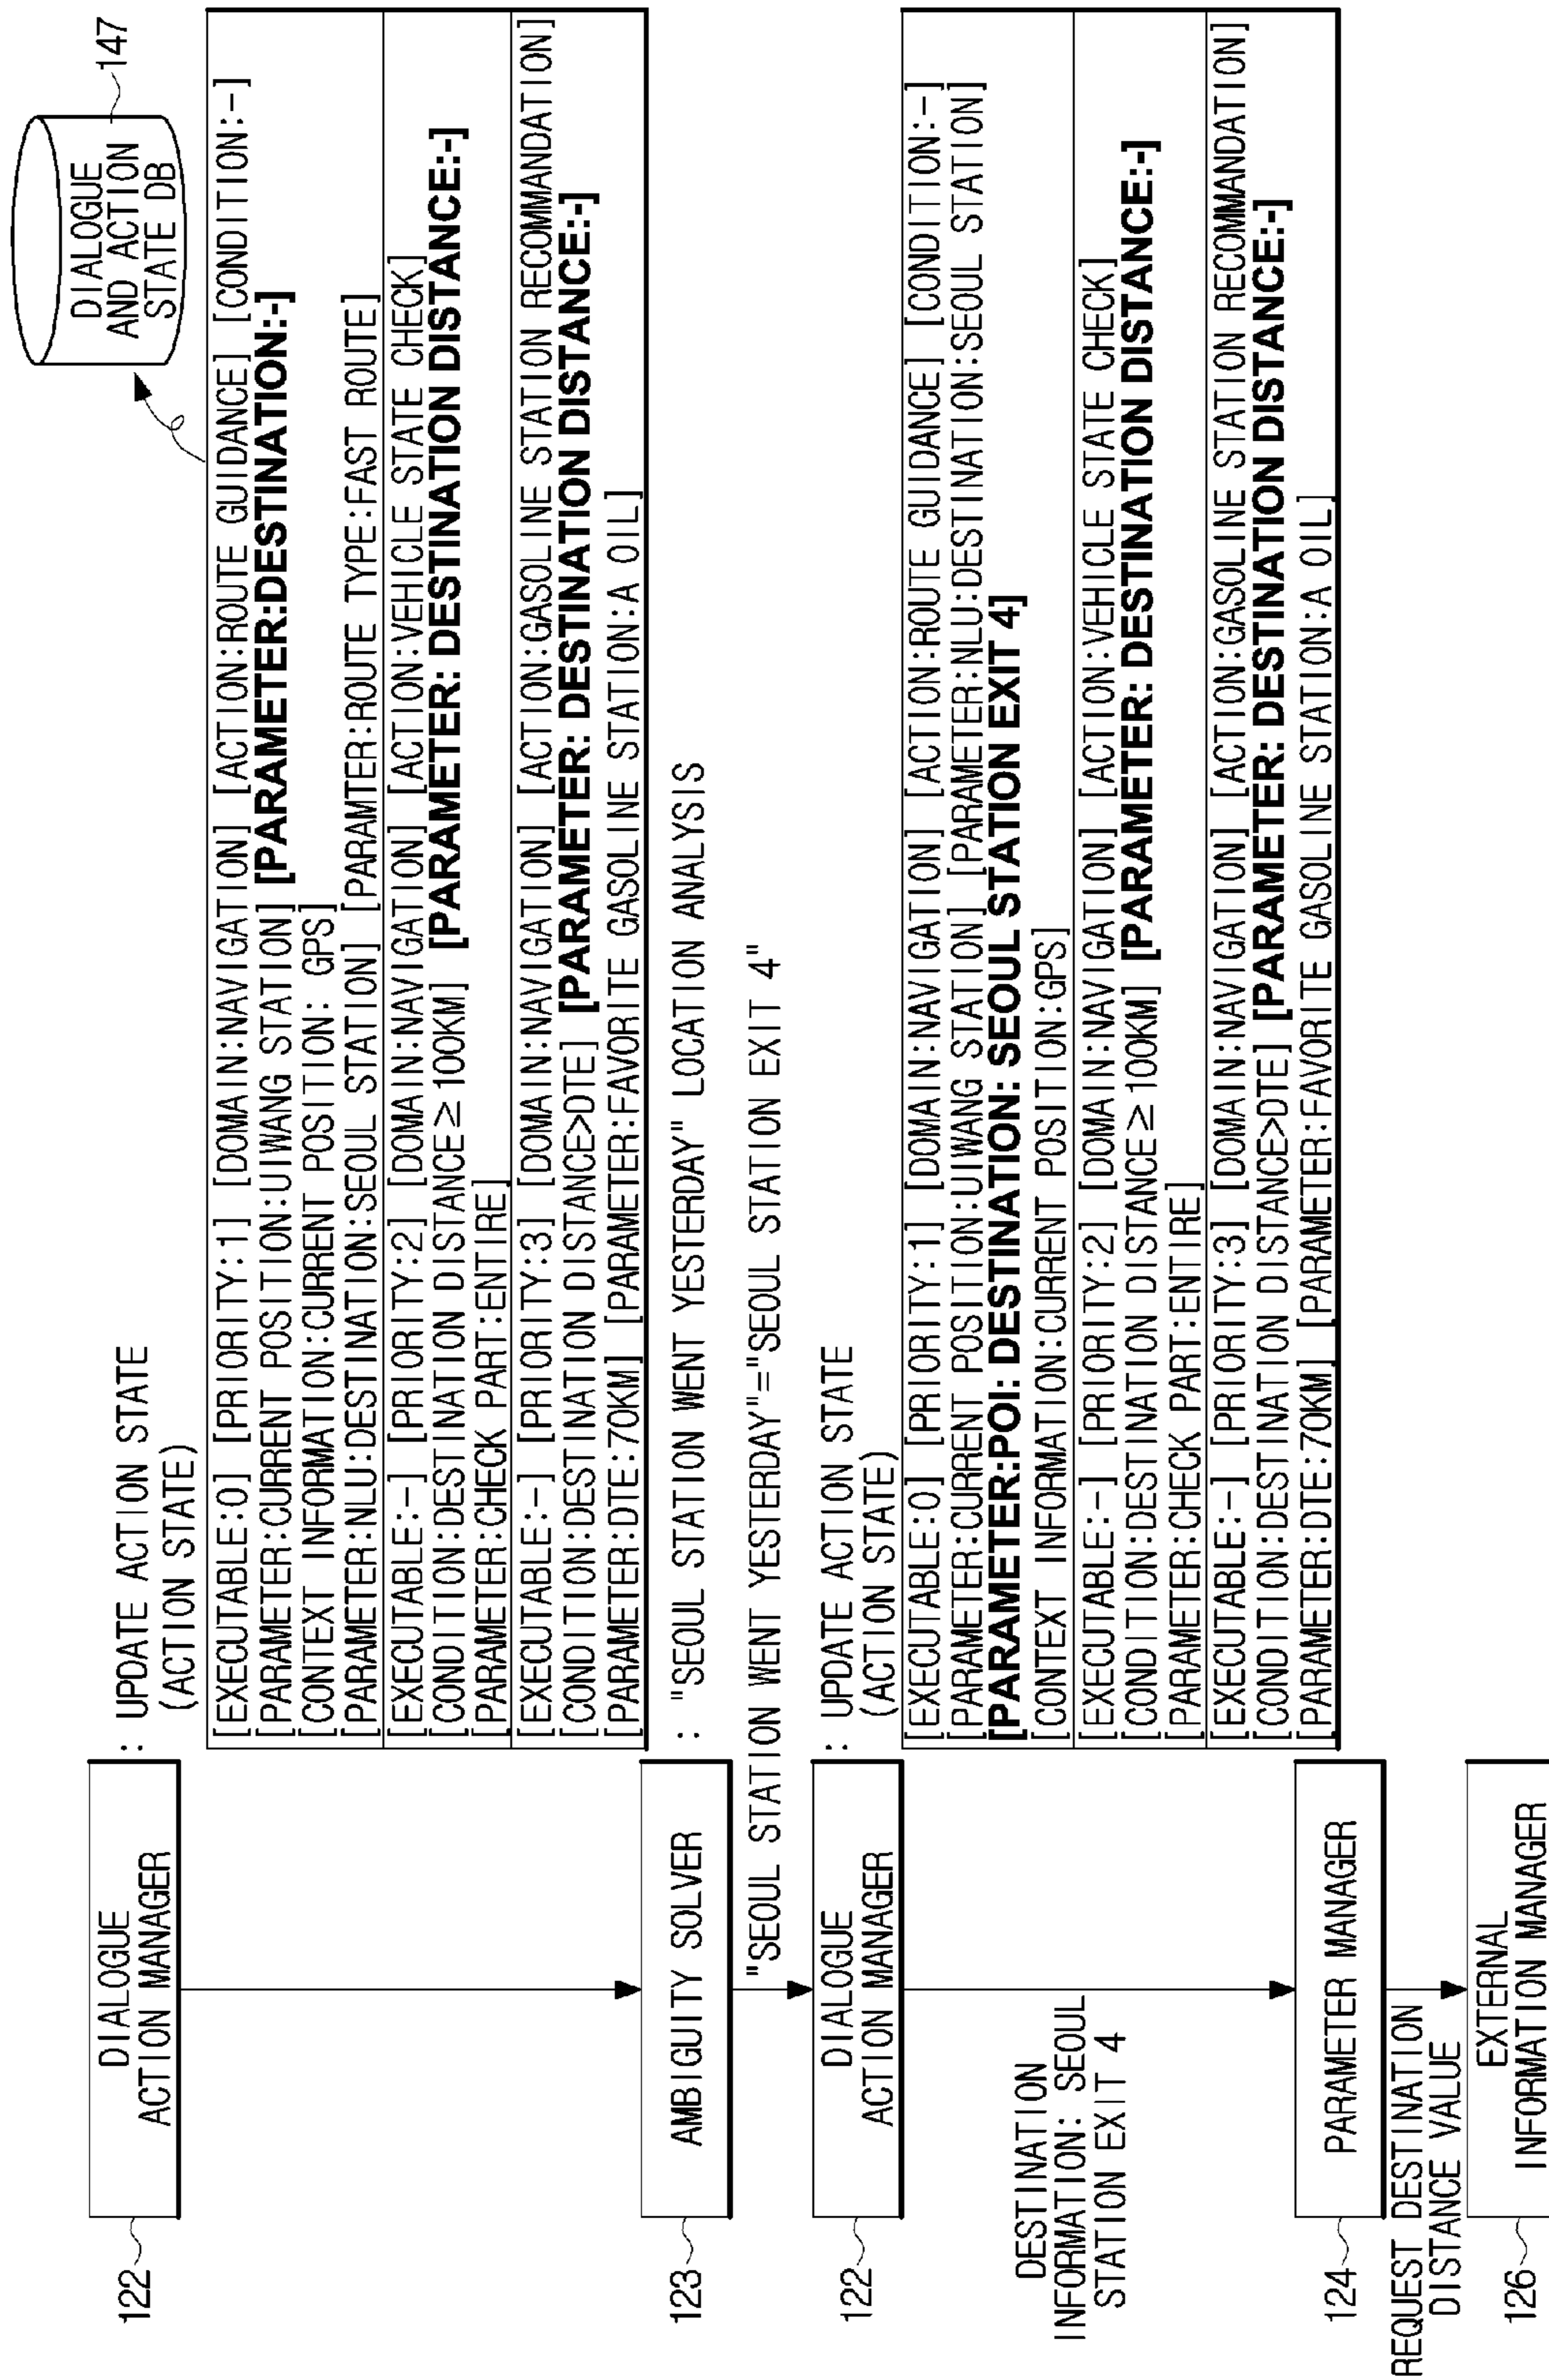 DIALOGUE
AND ACTION
STATE DB
147
122
DIALOGUE
ACTION MANAGER
: UPDATE ACTION STATE
(ACTION STATE)
[EXECUTABLE:O] [PRIORITY:1] [DOMAIN:NAVIGATION] [ACTION:ROUTE GUIDANCE] [CONDITION:-]
[PARAMETER:CURRENT POSITION:UIWANG STATION] [PARAMETER:DESTINATION:-]
[CONTEXT INFORMATION:CURRENT POSITION: GPS]
[PARAMETER:NLU:DESTINATION:SEOUL STATION] [PARAMTER:ROUTE TYPE:FAST ROUTE]
[EXECUTABLE:-] [PRIORITY:2] [DOMAIN:NAVIGATION] [ACTION:VEHICLE STATE CHECK]
[CONDITION:DESTINATION DISTANCE≥100KM] [PARAMETER: DESTINATION DISTANCE:-]
[PARAMETER:CHECK PART:ENTIRE]
[EXECUTABLE:-] [PRIORITY:3] [DOMAIN:NAVIGATION] [ACTION:GASOLINE STATION RECOMMANDATION]
[CONDITION:DESTINATION DISTANCE>DTE] [PARAMETER: DESTINATION DISTANCE:-]
[PARAMETER:DTE:70KM] [PARAMETER:FAVORITE GASOLINE STATION:A OIL]
123
AMBIGUITY SOLVER
: "SEOUL STATION WENT YESTERDAY" LOCATION ANALYSIS
"SEOUL STATION WENT YESTERDAY"="SEOUL STATION EXIT 4"
122
DIALOGUE
ACTION MANAGER
: UPDATE ACTION STATE
(ACTION STATE)
[EXECUTABLE:O] [PRIORITY:1] [DOMAIN:NAVIGATION] [ACTION:ROUTE GUIDANCE] [CONDITION:-]
[PARAMETER:CURRENT POSITION:UIWANG STATION] [PARAMETER:NLU:DESTINATION:SEOUL STATION]
[PARAMETER:POI: DESTINATION: SEOUL STATION EXIT 4]
[CONTEXT INFORMATION:CURRENT POSITION:GPS]
[EXECUTABLE:-] [PRIORITY:2] [DOMAIN:NAVIGATION] [ACTION:VEHICLE STATE CHECK]
[CONDITION:DESTINATION DISTANCE≥100KM] [PARAMETER: DESTINATION DISTANCE:-]
[PARAMETER:CHECK PART:ENTIRE]
[EXECUTABLE:-] [PRIORITY:3] [DOMAIN:NAVIGATION] [ACTION:GASOLINE STATION RECOMMANDATION]
[CONDITION:DESTINATION DISTANCE>DTE] [PARAMETER: DESTINATION DISTANCE:-]
[PARAMETER:DTE:70KM] [PARAMETER:FAVORITE GASOLINE STATION:A OIL]
DESTINATION
INFORMATION: SEOUL
STATION EXIT 4
124
PARAMETER MANAGER
REQUEST DESTINATION
DISTANCE VALUE
126
EXTERNAL
INFORMATION MANAGER